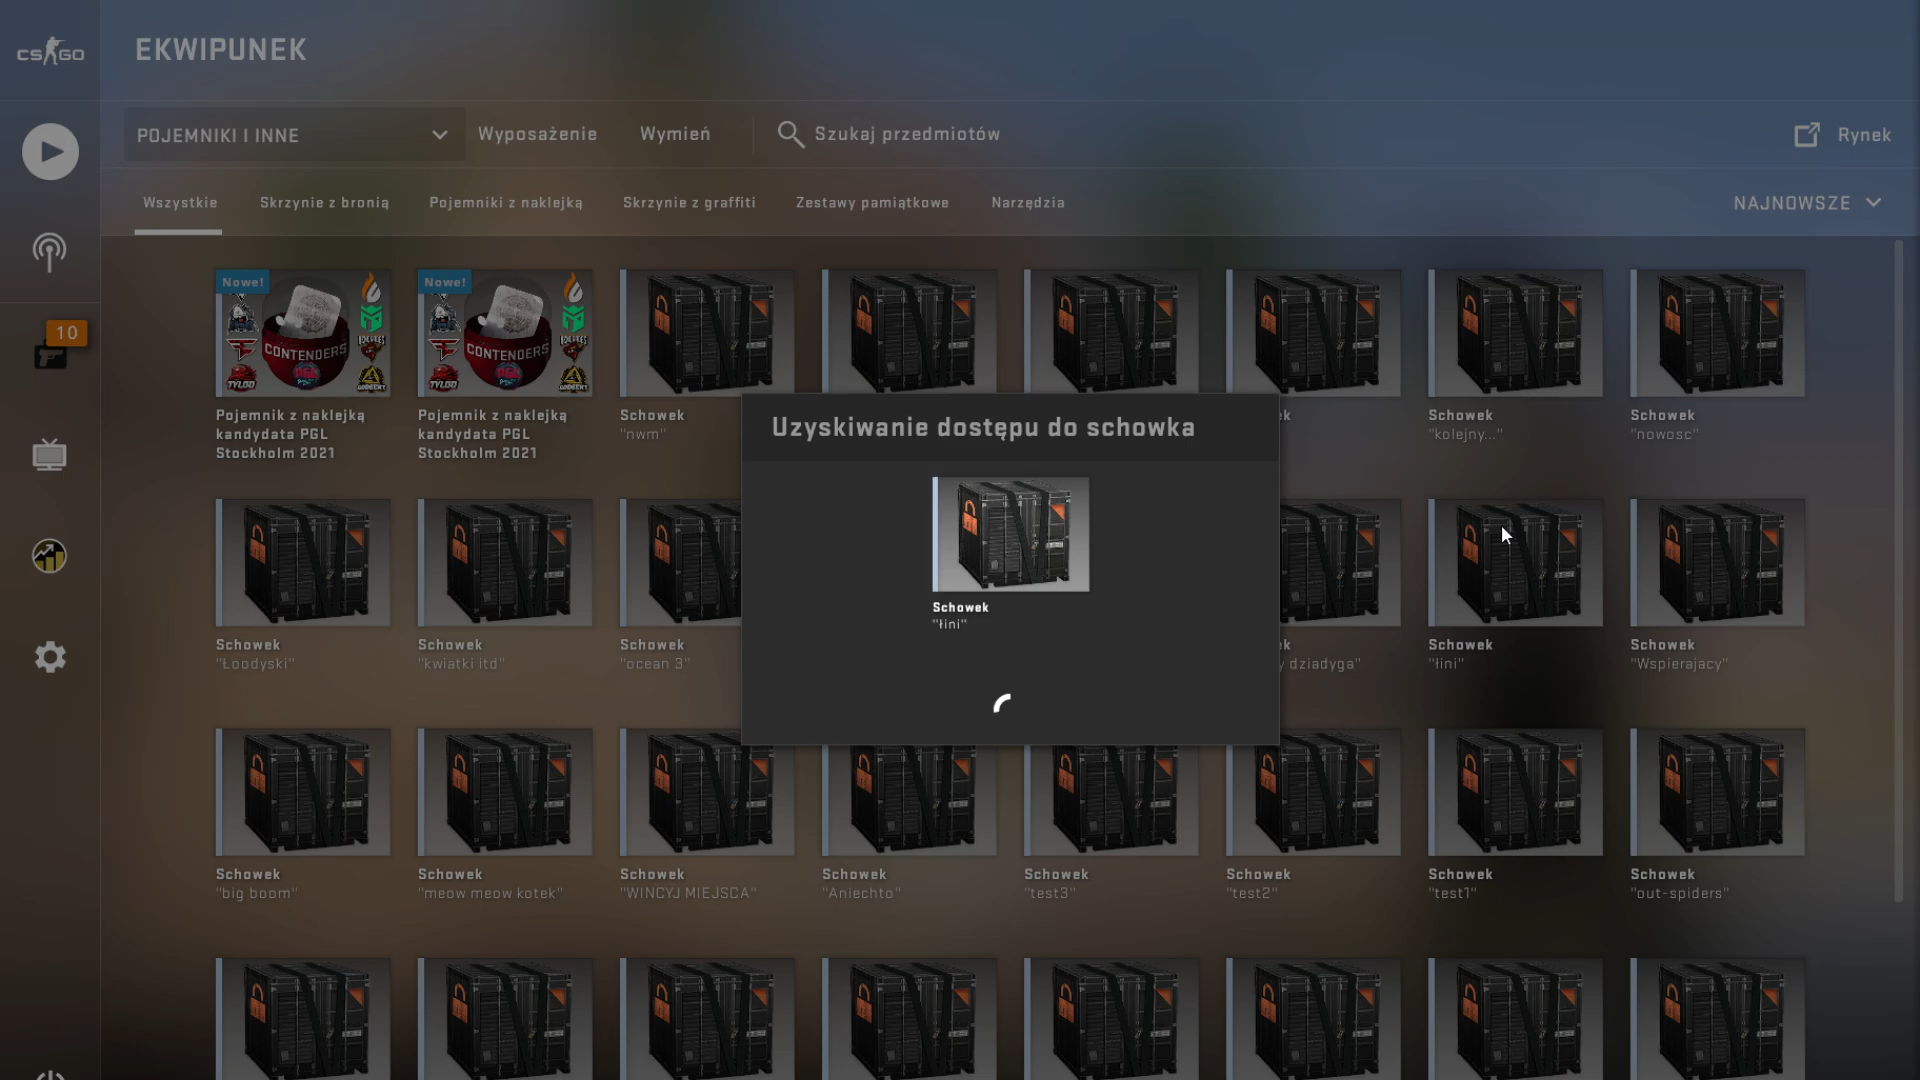 CS GO
EKWIPUNEK
POJEMNIKI I INNE
Wyposażenie
Wymień
Szukaj przedmiotów
Rynek
Wszystkie
Skrzynie z bronią
Pojemniki z naklejką
Skrzynie z graffiti
Zestawy pamiątkowe
Narzędzia
NAJNOWSZE
10
Nowe!
CONTENDERS
TYLOO
Nowe!
CONTENDERS
TYLOO
Pojemnik z naklejką
kandydata PGL
Stockholm 2021
Pojemnik z naklejką
kandydata PGL
Stockholm 2021
Schowek
"nwm"
Schowek
"kolejny..."
Schowek
"nowosc"
Uzyskiwanie dostępu do schowka
Schowek
"łini"
Schowek
"Łoodyski"
Schowek
"kwiatki itd"
Schowek
"ocean 3"
dziadyga"
Schowek
"łini"
Schowek
"Wspierajacy"
Schowek
"big boom"
Schowek
"meow meow kotek"
Schowek
"WINCYJ MIEJSCA"
Schowek
"Aniechto"
Schowek
"test3"
Schowek
"test2"
Schowek
"test1"
Schowek
"out-spiders"